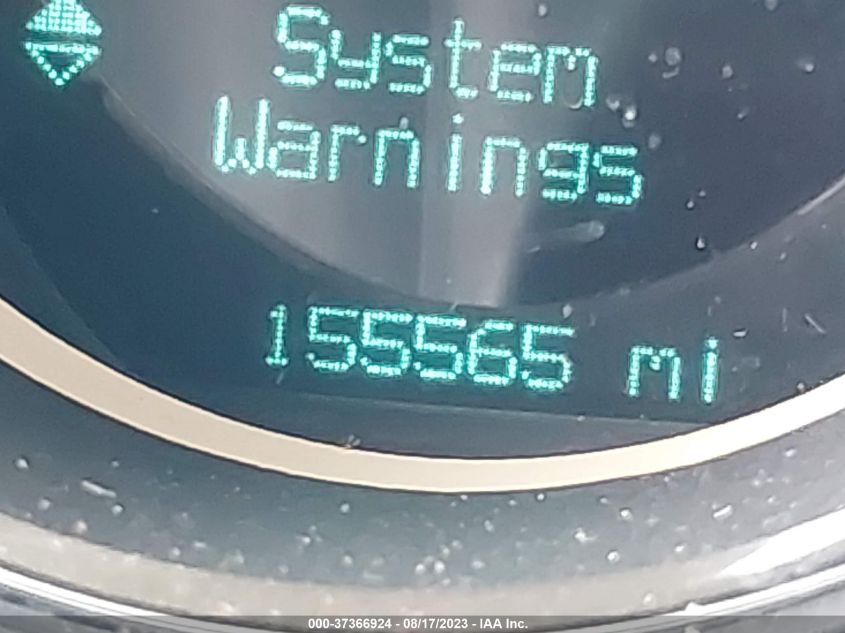 System
Warnings
155565 mi
000-37366924 - 08/17/2023 - IAA Inc.